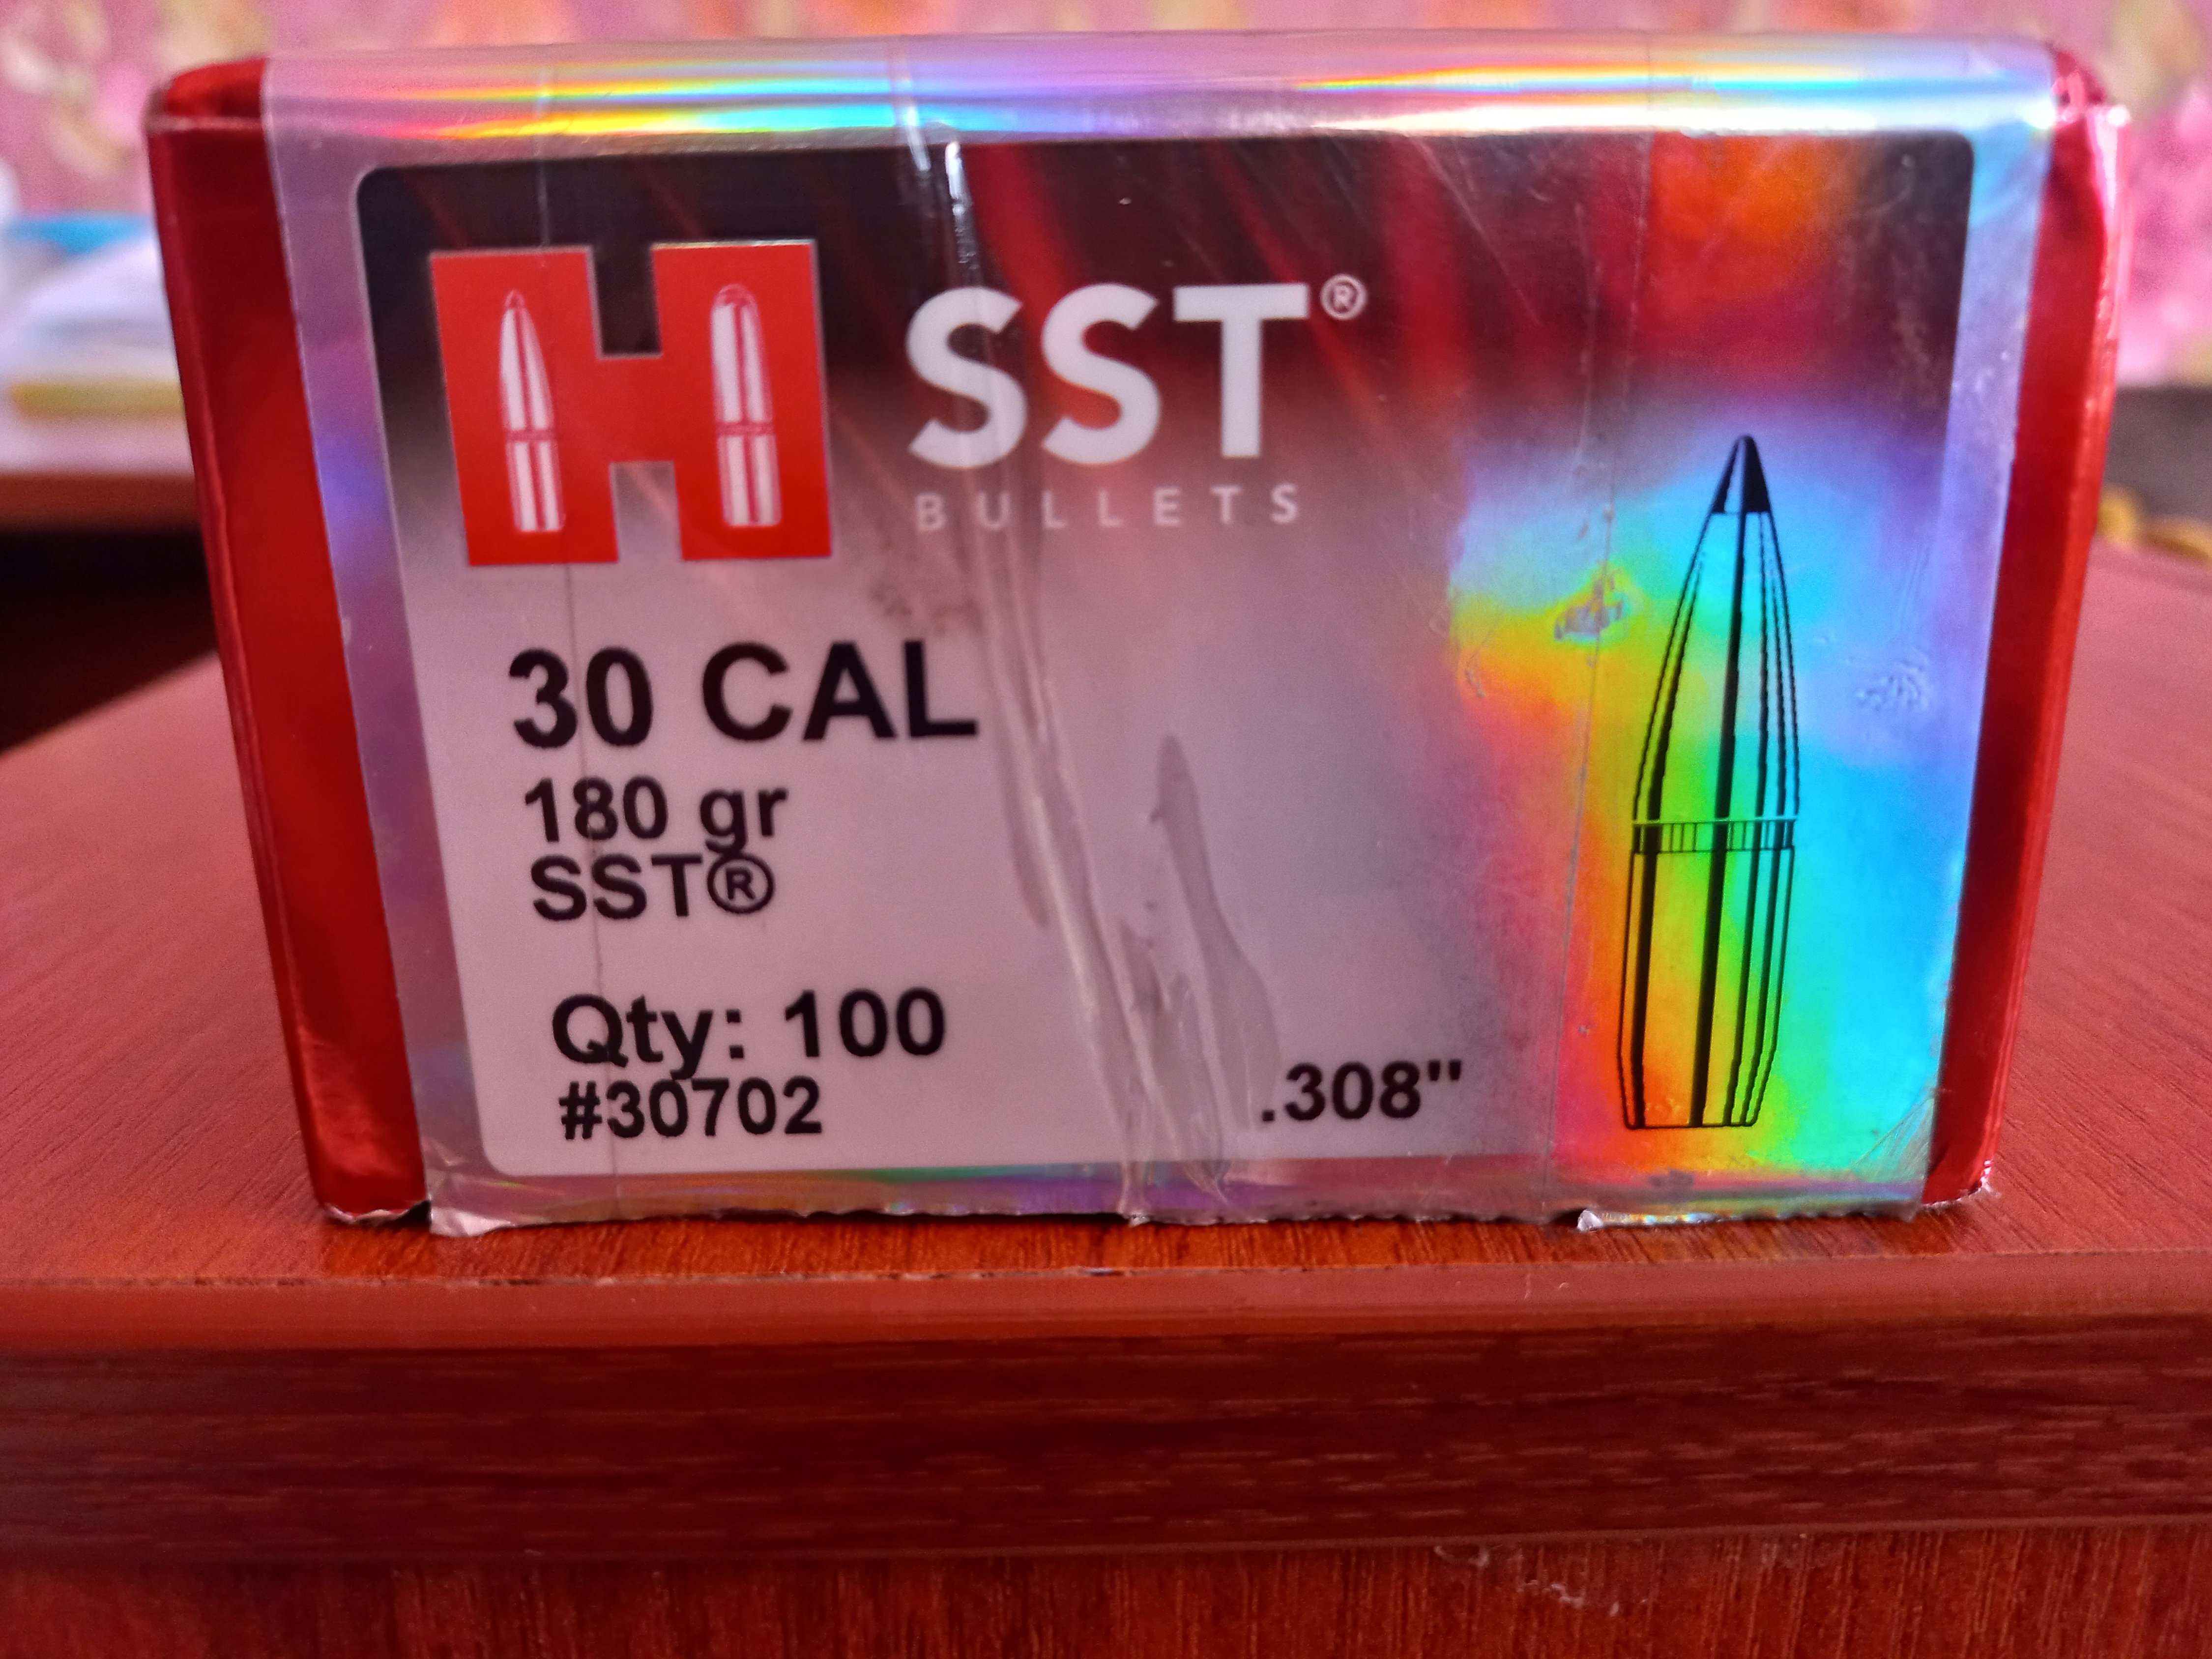 H SST®
BULLETS
30 CAL
180 gr
SST®
Qty: 100
#30702
.308"